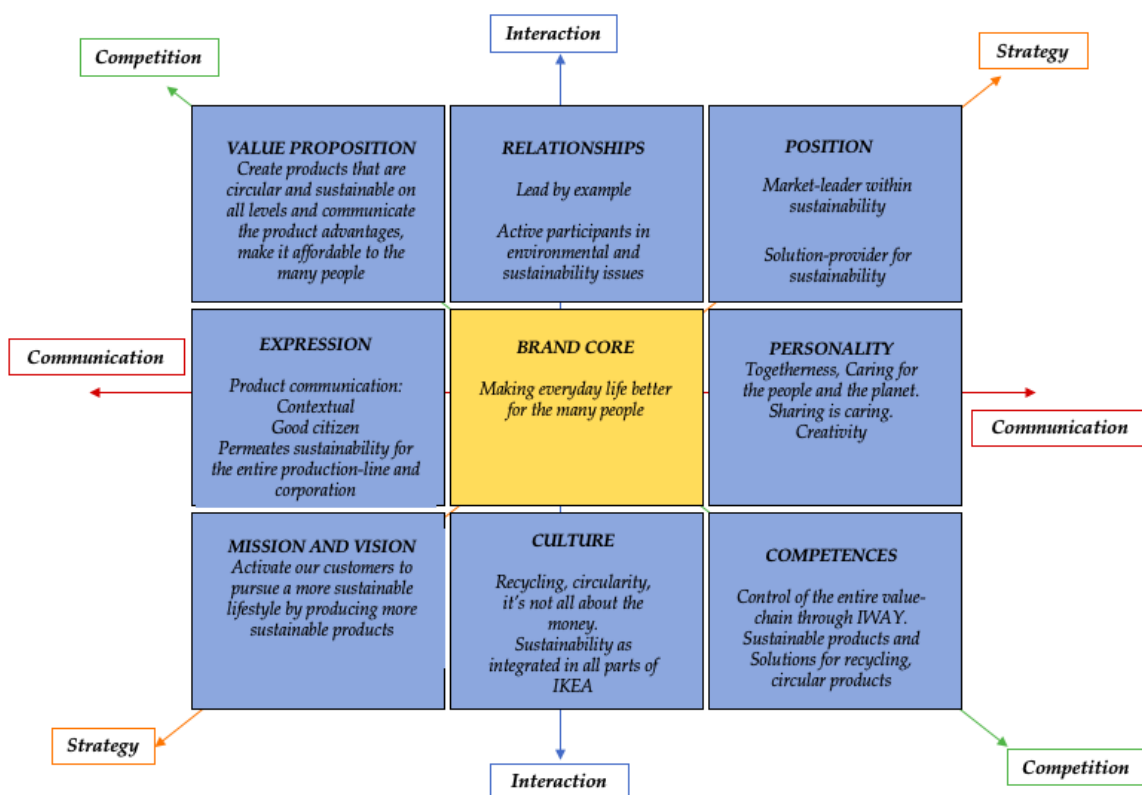 Interaction
Strategy
Competition
VALUE PROPOSITION
Create products that are
circular and sustainable on
all levels and communicate
the product advantages,
make it affordable to the
many people
RELATIONSHIPS
Lead by example
Active participants in
environmental and
sustainability issues
POSITION
Market-leader within
sustainability
Solution-provider for
sustainability
Communication
EXPRESSION
Product communication:
Contextual
Good citizen
Permeates sustainability for
the entire production-line and
corporation
BRAND CORE
Making everyday life better
for the many people
PERSONALITY
Togetherness, Caring for
the people and the planet.
Sharing is caring.
Creativity
Communication
MISSION AND VISION
Activate our customers to
pursue a more sustainable
lifestyle by producing more
sustainable products
CULTURE
Recycling, circularity,
it's not all about the
money.
Sustainability as
integrated in all parts of
IKEA
COMPETENCES
Control of the entire value-
chain through IWAY.
Sustainable products and
Solutions for recycling,
circular products
Strategy
Interaction
Competition